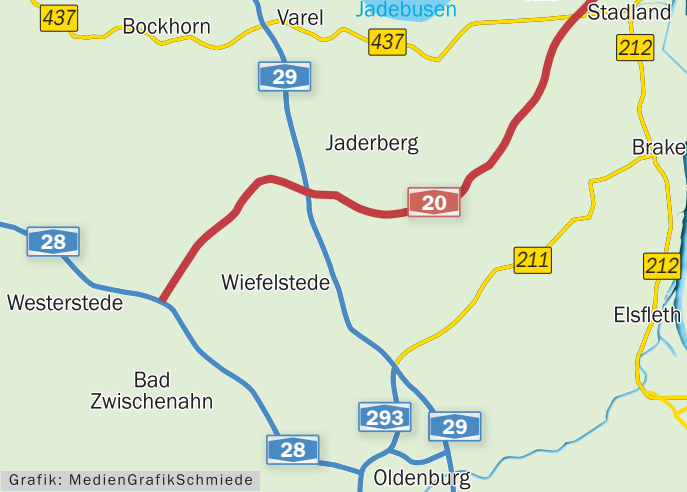 437
Bockhorn
Varel
Jadebusen
Stadland
437
212
29
Jaderberg
Brake
20
28
211
212
Westerstede
Wiefelstede
Elsfleth
Bad
Zwischenahn
293
29
28
Oldenburg
Grafik: MedienGrafikSchmiede